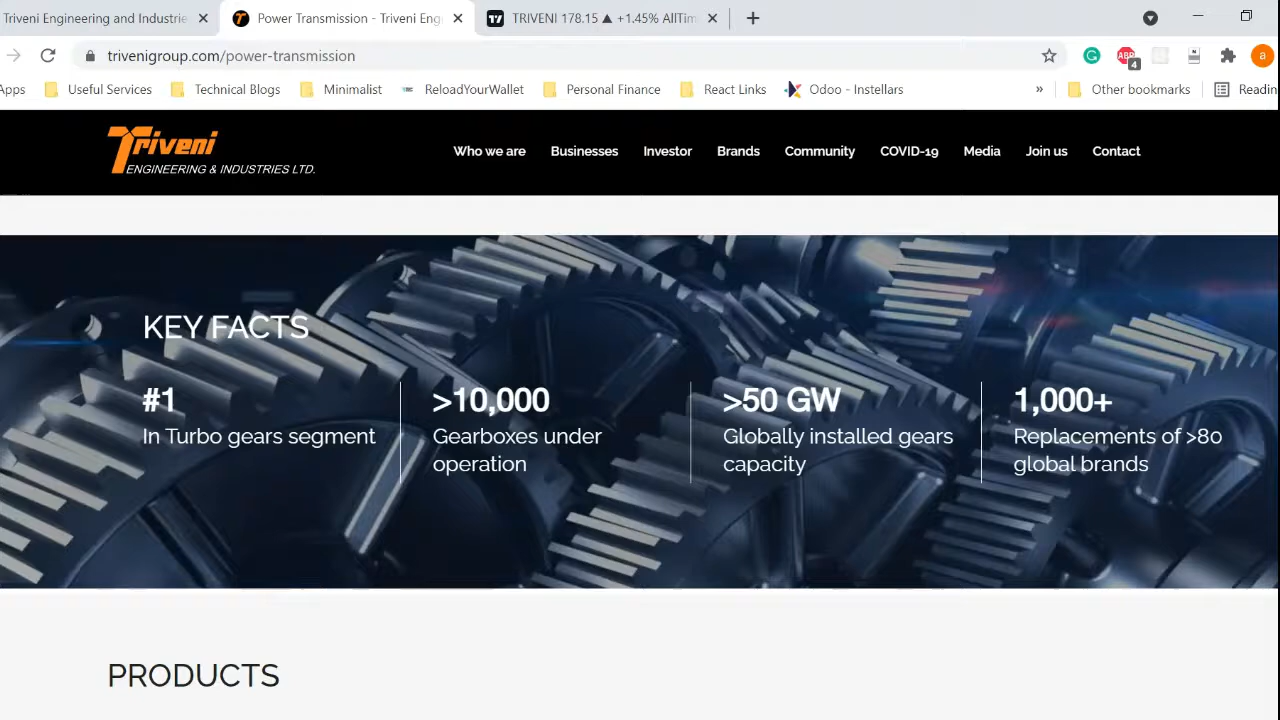 Triveni Engineering and Industrie
Power Transmission - Triveni Eng
TRIVENI 178.15 ▲ +1.45% AllTim
trivenigroup.com/power-transmission
ABP
4
a
Apps
Useful Services
Technical Blogs
Minimalist
ReloadYourWallet
Personal Finance
React Links
Odoo - Instellars
»
Other bookmarks
Readin
Triveni
ENGINEERING & INDUSTRIES LTD.
Who we are
Businesses
Investor
Brands
Community
COVID-19
Media
Join us
Contact
KEY FACTS
#1
In Turbo gears segment
>10,000
Gearboxes under
operation
>50 GW
Globally installed gears
capacity
1,000+
Replacements of >80
global brands
PRODUCTS